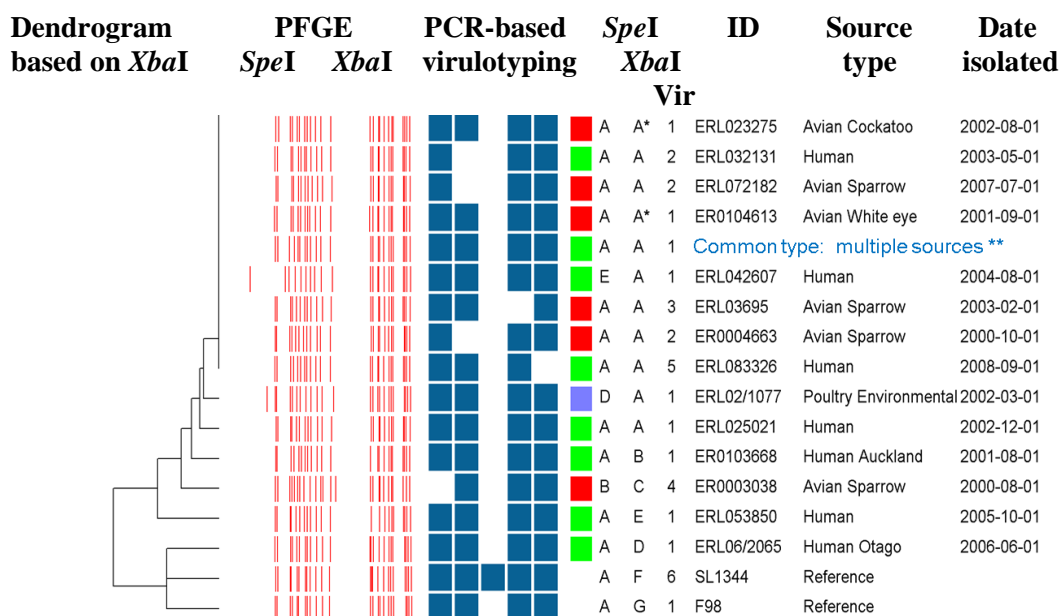 Dendrogram PFGE PCR-based SpeI ID Source Date
based on XbaI SpeI XbaI virulotyping XbaI type isolated
Vir
A A* 1 ERL023275 Avian Cockatoo 2002-08-01
A A 2 ERL032131 Human 2003-05-01
A A 2 ERL072182 Avian Sparrow 2007-07-01
A A* 1 ER0104613 Avian White eye 2001-09-01
A A 1 Common type: multiple sources **
E A 1 ERL042607 Human 2004-08-01
A A 3 ERL03695 Avian Sparrow 2003-02-01
A A 2 ER0004663 Avian Sparrow 2000-10-01
A A 5 ERL083326 Human 2008-09-01
D A 1 ERL02/1077 Poultry Environmental 2002-03-01
A A 1 ERL025021 Human 2002-12-01
A B 1 ER0103668 Human Auckland 2001-08-01
B C 4 ER0003038 Avian Sparrow 2000-08-01
A E 1 ERL053850 Human 2005-10-01
A D 1 ERL06/2065 Human Otago 2006-06-01
A F 6 SL1344 Reference
A G 1 F98 Reference